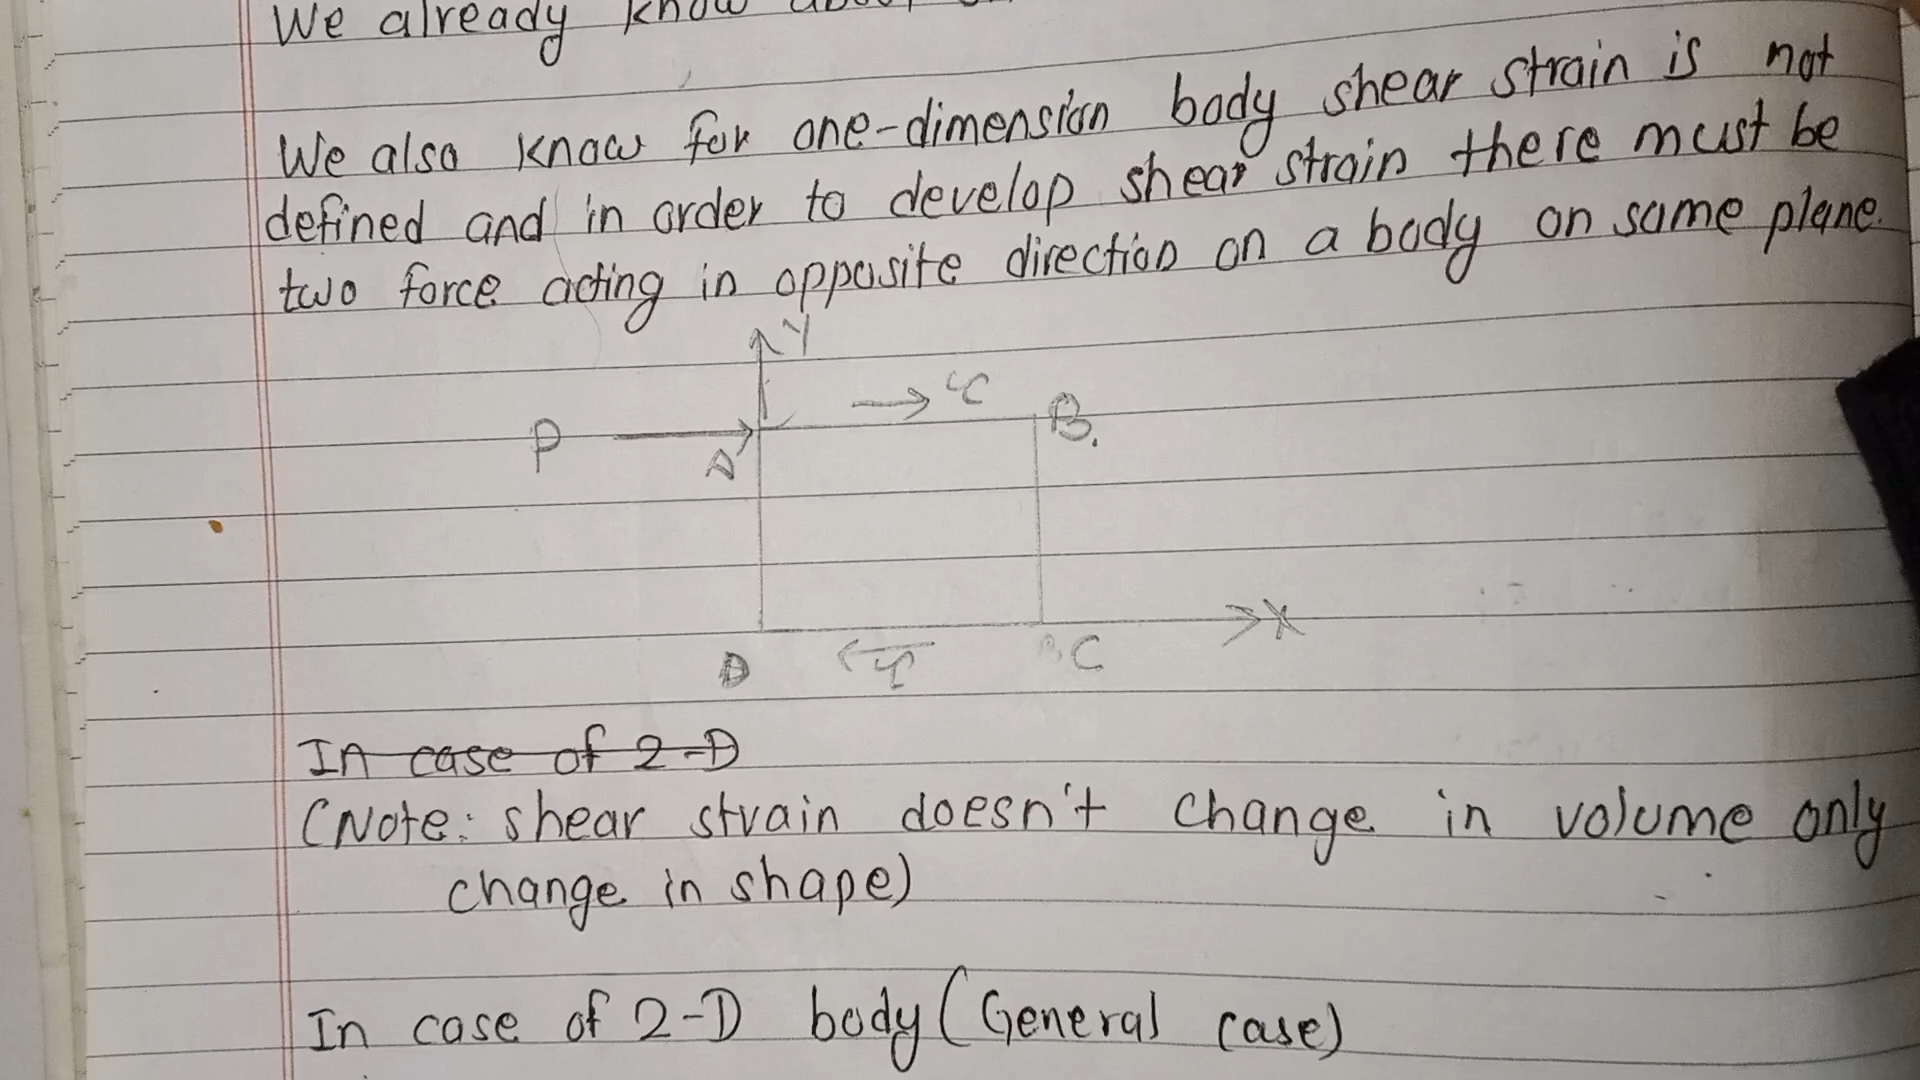 We already know about
We also know for one-dimension body shear strain is not
defined and in order to develop shear strain there must be
two force acting in opposite direction on a body on same plane.
Y
τ
P
A
B.
X
D
τ
C
In case of 2-D
(Note: shear strain doesn't change in volume only
change in shape)
In case of 2-D body (General case)